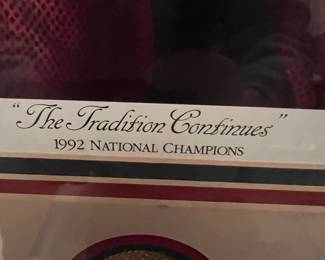 "The Tradition Continues"
1992 NATIONAL CHAMPIONS